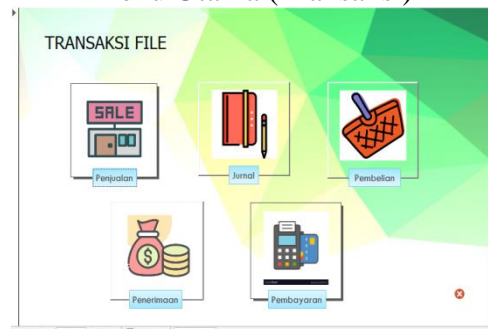 TRANSAKSI FILE
SALE
Penjualan
Jurnal
Pembelian
Penerimaan
Pembayaran